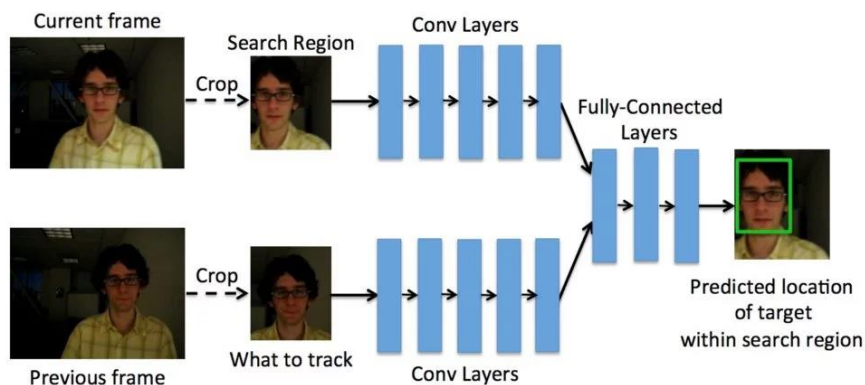 Current frame
Crop
Search Region
Conv Layers
Fully-Connected
Layers
Predicted location
of target
within search region
Crop
What to track
Conv Layers
Previous frame